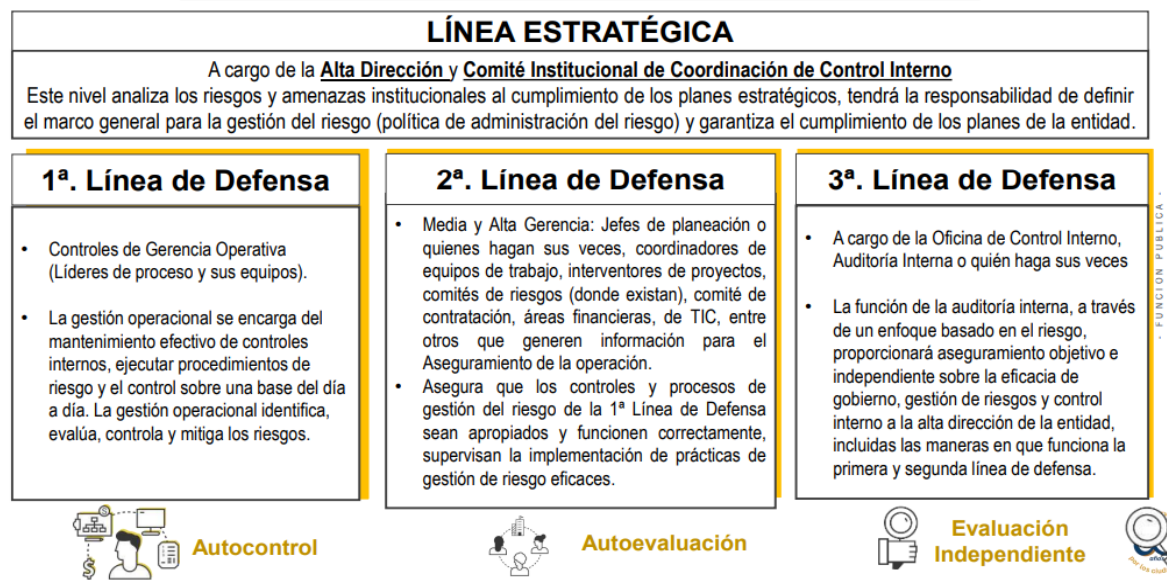 LÍNEA ESTRATÉGICA
A cargo de la Alta Dirección y Comité Institucional de Coordinación de Control Interno
Este nivel analiza los riesgos y amenazas institucionales al cumplimiento de los planes estratégicos, tendrá la responsabilidad de definir
el marco general para la gestión del riesgo (política de administración del riesgo) y garantiza el cumplimiento de los planes de la entidad.
1ª. Línea de Defensa
• Controles de Gerencia Operativa
(Líderes de proceso y sus equipos).
• La gestión operacional se encarga del
mantenimiento efectivo de controles
internos, ejecutar procedimientos de
riesgo y el control sobre una base del día
a día. La gestión operacional identifica,
evalúa, controla y mitiga los riesgos.
Autocontrol
2ª. Línea de Defensa
• Media y Alta Gerencia: Jefes de planeación o
quienes hagan sus veces, coordinadores de
equipos de trabajo, interventores de proyectos,
comités de riesgos (donde existan), comité de
contratación, áreas financieras, de TIC, entre
otros que generen información para el
Aseguramiento de la operación.
• Asegura que los controles y procesos de
gestión del riesgo de la 1ª Línea de Defensa
sean apropiados y funcionen correctamente,
supervisan la implementación de prácticas de
gestión de riesgo eficaces.
Autoevaluación
3ª. Línea de Defensa
• A cargo de la Oficina de Control Interno,
Auditoría Interna o quién haga sus veces
• La función de la auditoría interna, a través
de un enfoque basado en el riesgo,
proporcionará aseguramiento objetivo e
independiente sobre la eficacia de
gobierno, gestión de riesgos y control
interno a la alta dirección de la entidad,
incluidas las maneras en que funciona la
primera y segunda línea de defensa.
Evaluación
Independiente
- FUNCION PUBLICA -